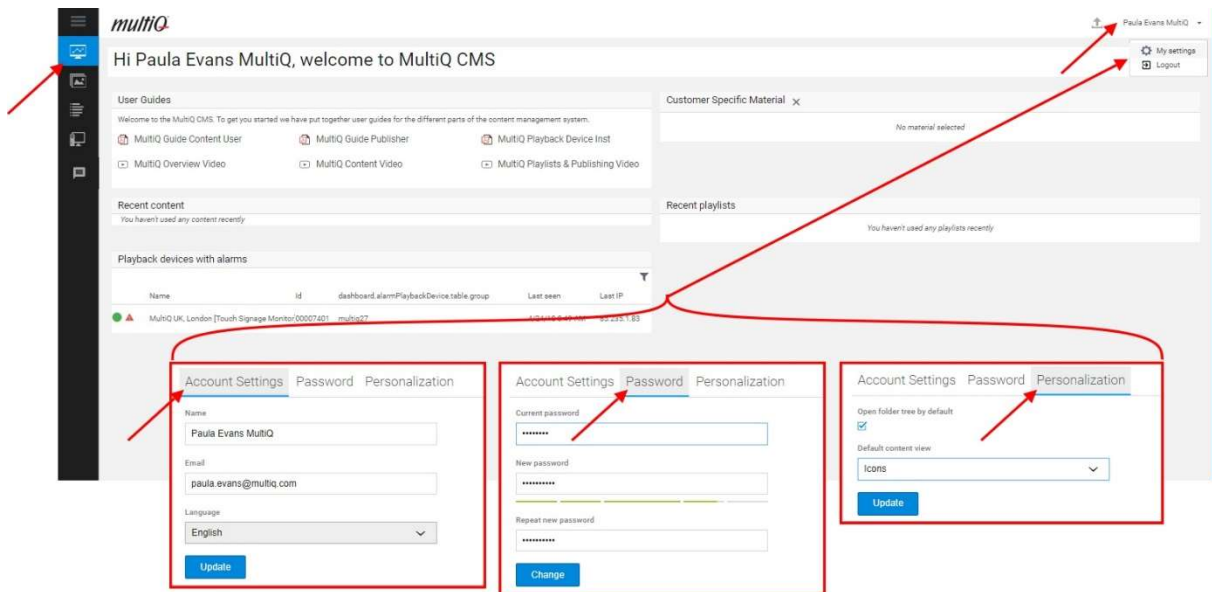 multiQ
Paula Evans MultiQ
My settings
Logout
Hi Paula Evans MultiQ, welcome to MultiQ CMS
User Guides
Welcome to the MultiQ CMS. To get you started we have put together user guides for the different parts of the content management system.
MultiQ Guide Content User
MultiQ Guide Publisher
MultiQ Playback Device Inst
MultiQ Overview Video
MultiQ Content Video
MultiQ Playlists & Publishing Video
Customer Specific Material ×
No material selected
Recent content
You haven't used any content recently
Recent playlists
You haven't used any playlists recently
Playback devices with alarms
Name Id dashboard.alarmPlaybackDevice.table.group Last seen Last IP
MultiQ UK, London [Touch Signage Monitor 00007401 multiq27
Account Settings Password Personalization
Name
Paula Evans MultiQ
Email
paula.evans@multiq.com
Language
English
Update
Account Settings Password Personalization
Current password
••••••••
New password
••••••••••
Repeat new password
••••••••••
Change
Account Settings Password Personalization
Open folder tree by default
Default content view
Icons
Update